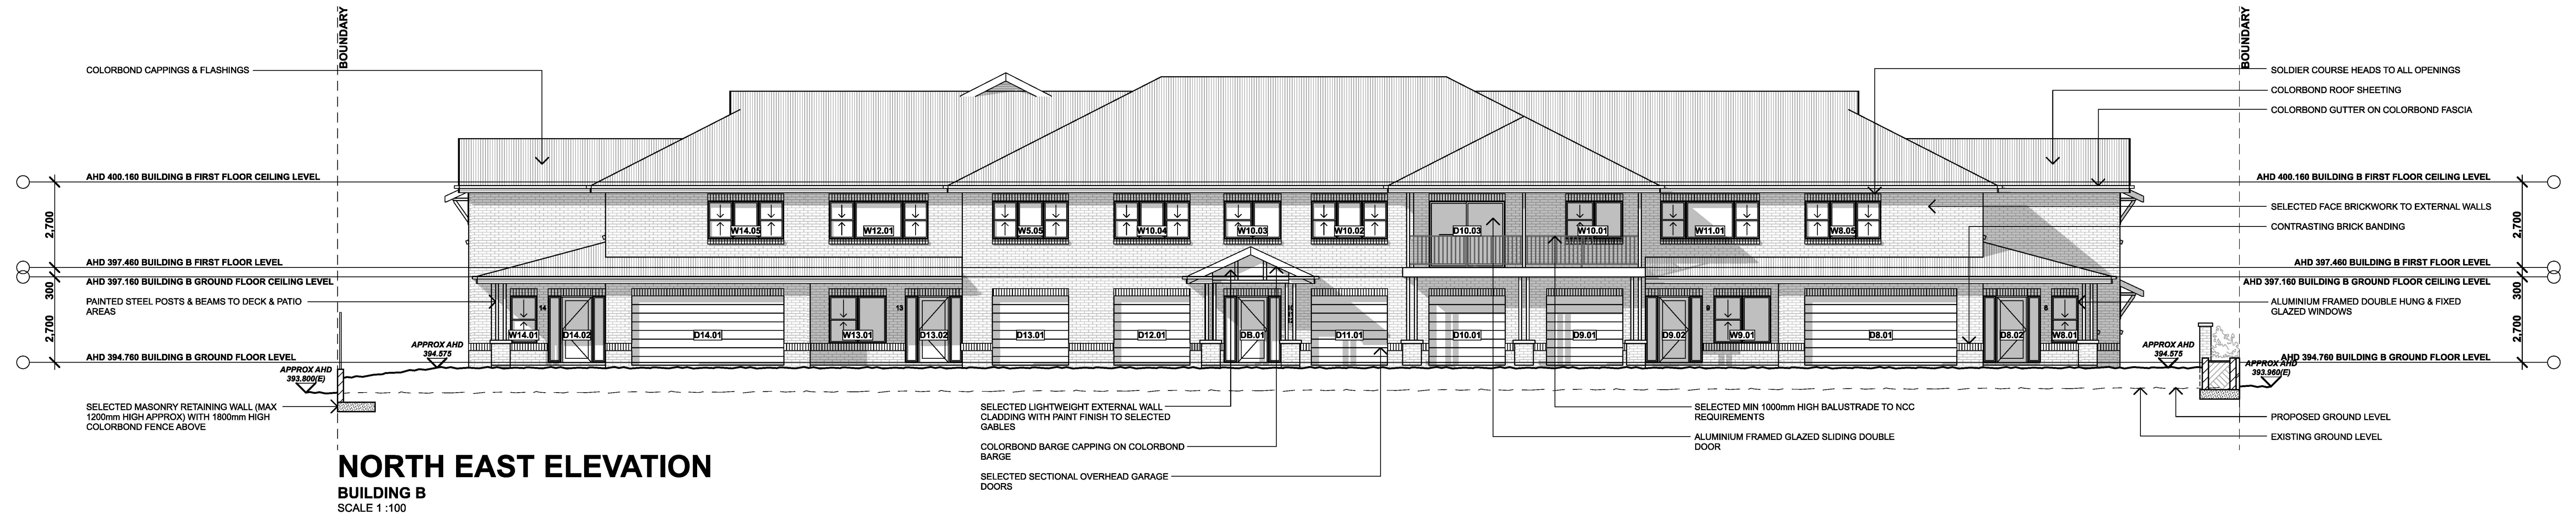 BOUNDARY
BOUNDARY
COLORBOND CAPPINGS & FLASHINGS
SOLDIER COURSE HEADS TO ALL OPENINGS
COLORBOND ROOF SHEETING
COLORBOND GUTTER ON COLORBOND FASCIA
AHD 400.160 BUILDING B FIRST FLOOR CEILING LEVEL
AHD 400.160 BUILDING B FIRST FLOOR CEILING LEVEL
2,700
2,700
SELECTED FACE BRICKWORK TO EXTERNAL WALLS
CONTRASTING BRICK BANDING
W14.05
W12.01
W5.05
W10.04
W10.03
W10.02
D10.03
W10.01
W11.01
W8.05
AHD 397.460 BUILDING B FIRST FLOOR LEVEL
AHD 397.460 BUILDING B FIRST FLOOR LEVEL
AHD 397.160 BUILDING B GROUND FLOOR CEILING LEVEL
AHD 397.160 BUILDING B GROUND FLOOR CEILING LEVEL
300
300
PAINTED STEEL POSTS & BEAMS TO DECK & PATIO
AREAS
ALUMINIUM FRAMED DOUBLE HUNG & FIXED
GLAZED WINDOWS
2,700
2,700
14
13
9
8
W14.01
D14.02
D14.01
W13.01
D13.02
D13.01
D12.01
DB.01
D11.01
D10.01
D9.01
D9.02
W9.01
D8.01
D8.02
W8.01
AHD 394.760 BUILDING B GROUND FLOOR LEVEL
AHD 394.760 BUILDING B GROUND FLOOR LEVEL
APPROX AHD
394.575
APPROX AHD
394.575
APPROX AHD
393.800(E)
APPROX AHD
393.960(E)
SELECTED MASONRY RETAINING WALL (MAX
1200mm HIGH APPROX) WITH 1800mm HIGH
COLORBOND FENCE ABOVE
SELECTED LIGHTWEIGHT EXTERNAL WALL
CLADDING WITH PAINT FINISH TO SELECTED
GABLES
COLORBOND BARGE CAPPING ON COLORBOND
BARGE
SELECTED SECTIONAL OVERHEAD GARAGE
DOORS
SELECTED MIN 1000mm HIGH BALUSTRADE TO NCC
REQUIREMENTS
ALUMINIUM FRAMED GLAZED SLIDING DOUBLE
DOOR
PROPOSED GROUND LEVEL
EXISTING GROUND LEVEL
NORTH EAST ELEVATION
BUILDING B
SCALE 1 :100